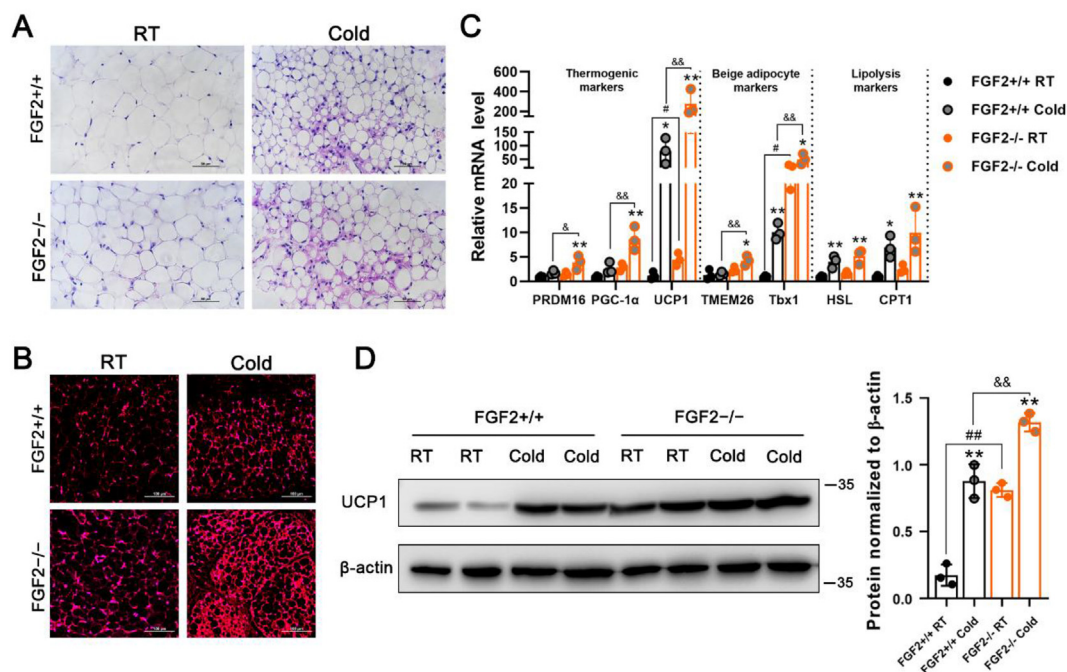 A
RT
Cold
FGF2+/+
FGF2−/−
B
RT
Cold
FGF2+/+
FGF2−/−
C
Relative mRNA level
600
400
200
150
100
50
20
15
10
5
0
Thermogenic
markers
Beige adipocyte
markers
Lipolysis
markers
&
**
&&
**
#
*
&&
**
&&
*
**
#
&&
*
**
**
*
**
PRDM16 PGC-1α UCP1 TMEM26 Tbx1 HSL CPT1
FGF2+/+ RT
FGF2+/+ Cold
FGF2-/- RT
FGF2-/- Cold
D
FGF2+/+ FGF2−/−
RT RT Cold Cold RT RT Cold Cold
UCP1
35
β-actin
35
Protein normalized to β-actin
1.5
1.0
0.5
0.0
&&
**
##
**
FGF2+/+ RT
FGF2+/+ Cold
FGF2-/- RT
FGF2-/- Cold